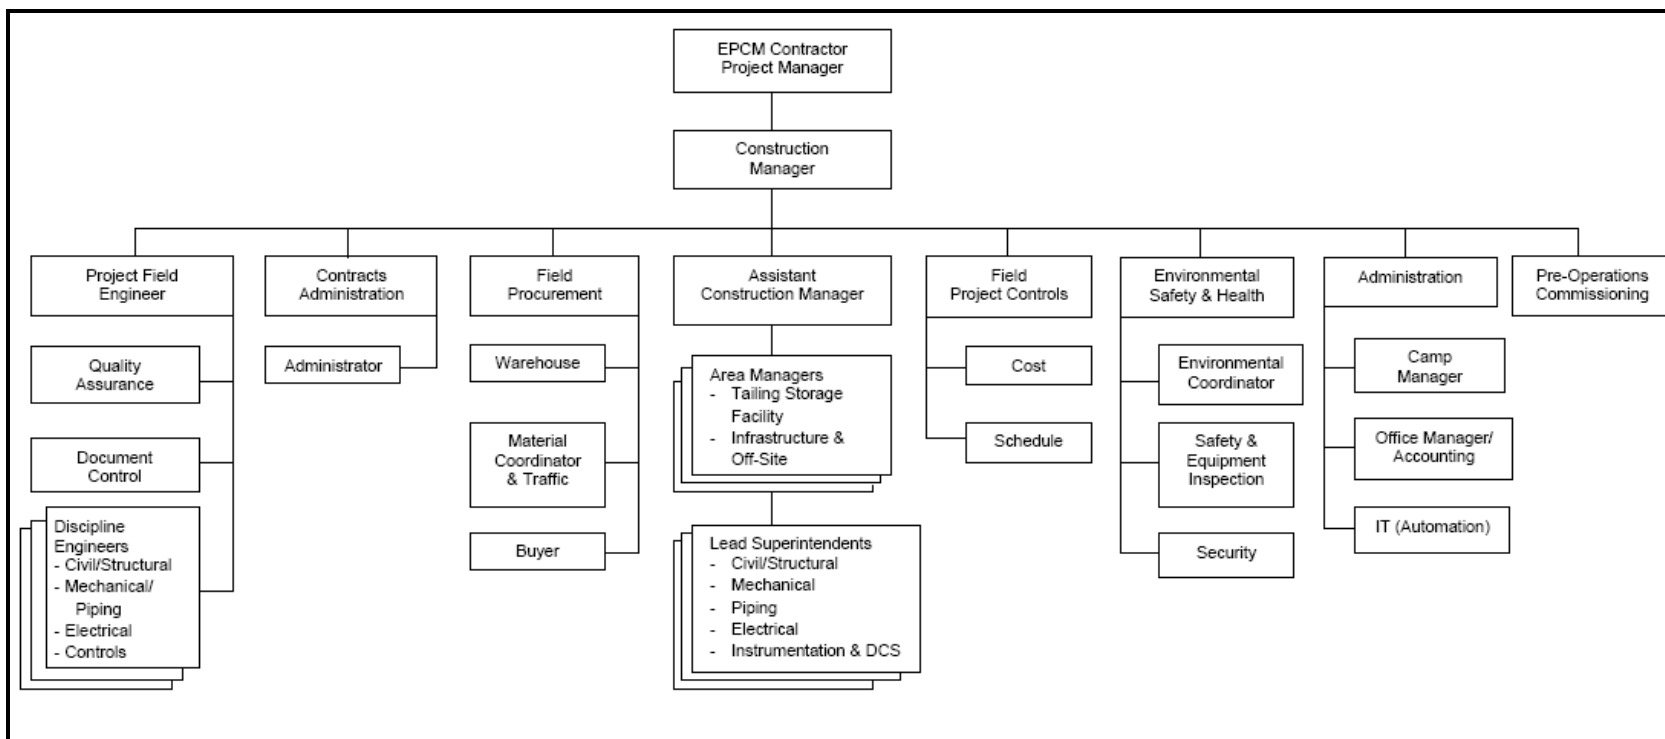 EPCM Contractor
Project Manager
Construction
Manager
Project Field
Engineer
Contracts
Administration
Field
Procurement
Assistant
Construction Manager
Field
Project Controls
Environmental
Safety & Health
Administration
Pre-Operations
Commissioning
Quality
Assurance
Document
Control
Discipline
Engineers
- Civil/Structural
- Mechanical/
Piping
- Electrical
- Controls
Administrator
Warehouse
Material
Coordinator
& Traffic
Buyer
Area Managers
- Tailing Storage
Facility
- Infrastructure &
Off-Site
Lead Superintendents
- Civil/Structural
- Mechanical
- Piping
- Electrical
- Instrumentation & DCS
Cost
Schedule
Environmental
Coordinator
Safety &
Equipment
Inspection
Security
Camp
Manager
Office Manager/
Accounting
IT (Automation)